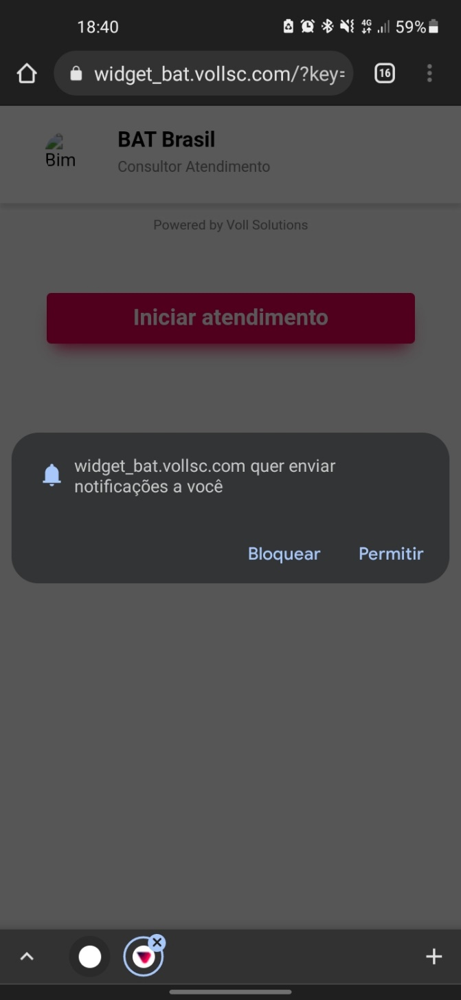 18:40
4G
59%
widget_bat.vollsc.com/?key=
16
BAT Brasil
Bim
Consultor Atendimento
Powered by Voll Solutions
Iniciar atendimento
widget_bat.vollsc.com quer enviar
notificações a você
Bloquear
Permitir